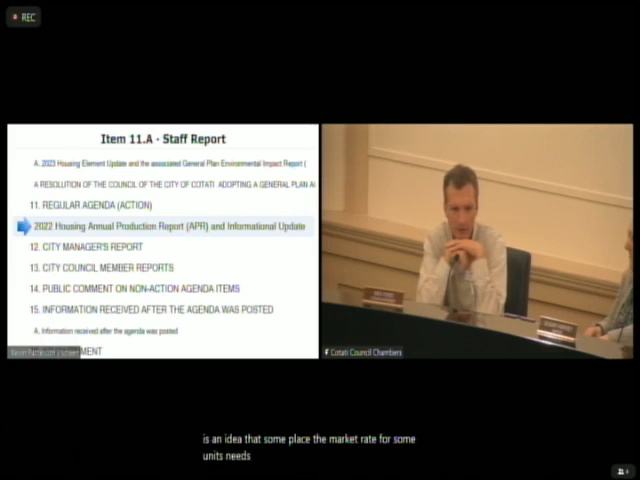 REC
Item 11.A - Staff Report
A. 2023 Housing Element Update and the associated General Plan Environmental Impact Report (
A RESOLUTION OF THE COUNCIL OF THE CITY OF COTATI ADOPTING A GENERAL PLAN A
11. REGULAR AGENDA (ACTION)
2022 Housing Annual Production Report (APR) and Informational Update
12. CITY MANAGER'S REPORT
13. CITY COUNCIL MEMBER REPORTS
14. PUBLIC COMMENT ON NON-ACTION AGENDA ITEMS
15. INFORMATION RECEIVED AFTER THE AGENDA WAS POSTED
A. Information received after the agenda was posted
MENT
Cotati Council Chambers
is an idea that some place the market rate for some
units needs